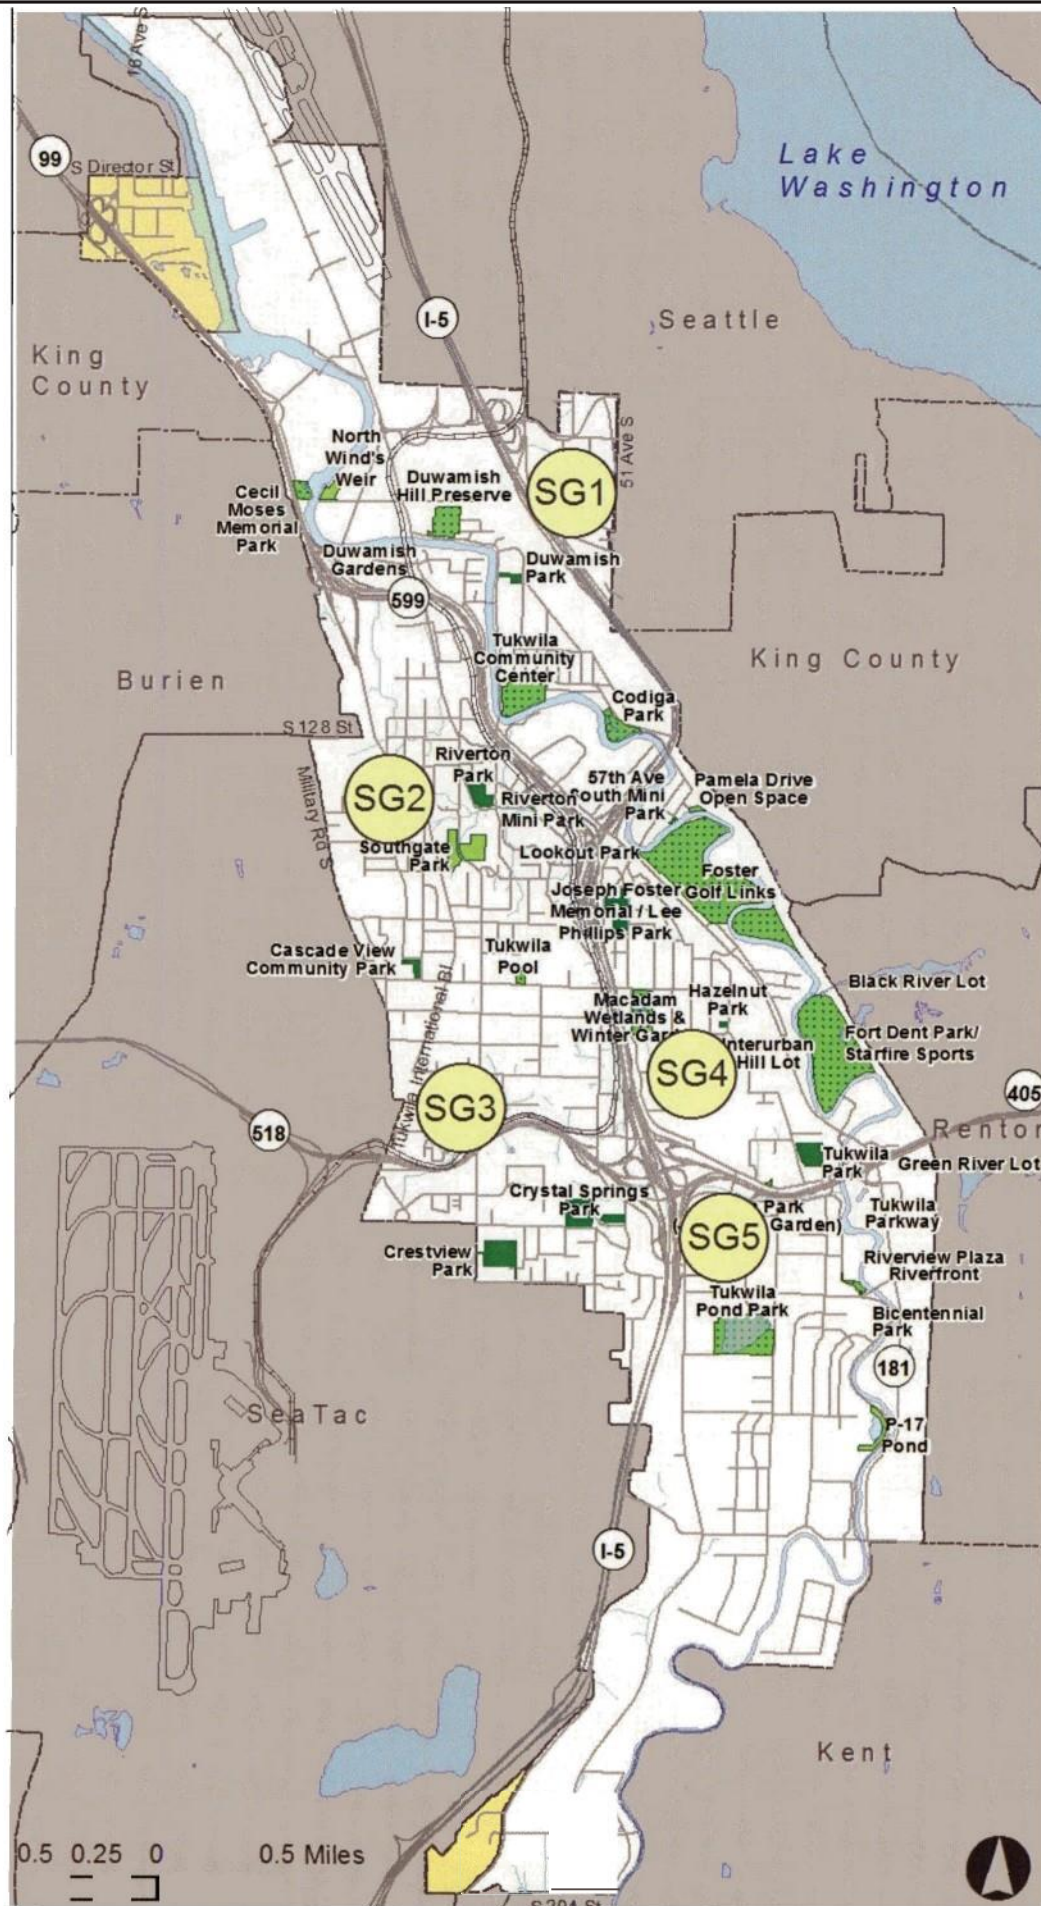 18 Ave S
99
S Director St
Lake
Washington
I-5
Seattle
King
County
51 Ave S
North
Wind's
Weir
Duwamish
Hill Preserve
SG1
Cecil
Moses
Memorial
Park
Duwamish
Gardens
Duwamish
Park
599
Tukwila
Community
Center
King County
Burien
Codiga
Park
S 128 St
Military Rd S
SG2
Riverton
Park
Riverton
Mini Park
57th Ave
South Mini
Park
Pamela Drive
Open Space
Southgate
Park
Lookout Park
Foster
Golf Links
Joseph Foster
Memorial / Lee
Phillips Park
Cascade View
Community Park
Tukwila
Pool
Black River Lot
Macadam
Wetlands &
Winter
Hazelnut
Park
Fort Dent Park/
Starfire Sports
Interurban
Hill Lot
SG4
Tukwila International Bl
SG3
518
405
Tukwila
Park
Green River Lot
Crystal Springs
Park
Park
Garden)
SG5
Tukwila
Parkway
Crestview
Park
Riverview Plaza
Riverfront
Tukwila
Pond Park
Bicentennial
Park
181
SeaTac
P-17
Pond
I-5
Kent
0.5 0.25 0 0.5 Miles